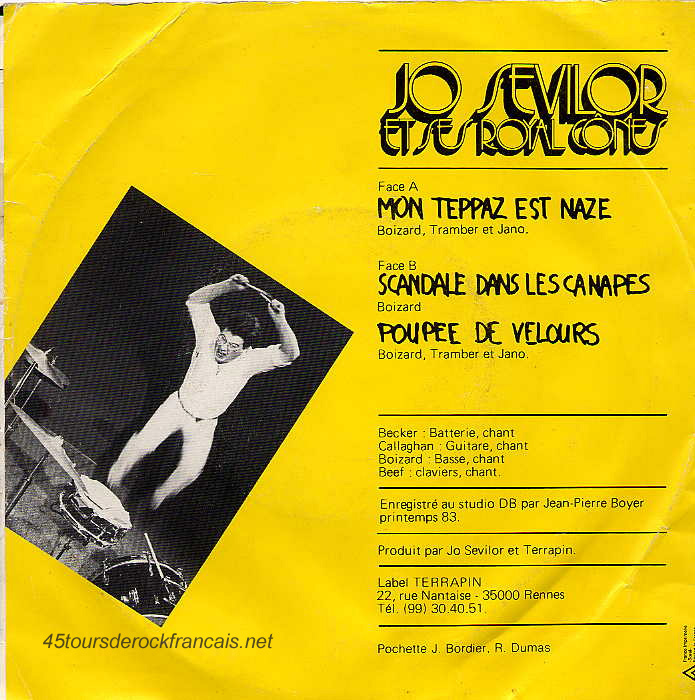 JO SEVILOR
ET SES ROYAL CÔNES
Face A
MON TEPPAZ EST NAZE
Boizard, Tramber et Jano.
Face B
SCANDALE DANS LES CANAPES
Boizard
POUPEE DE VELOURS
Boizard, Tramber et Jano.
Becker : Batterie, chant
Callaghan : Guitare, chant
Boizard : Basse, chant
Beef : claviers, chant.
Enregistré au studio DB par Jean-Pierre Boyer
printemps 83.
Produit par Jo Sevilor et Terrapin.
Label TERRAPIN
22, rue Nantaise - 35000 Rennes
Tél. (99) 30.40.51.
Pochette J. Bordier, R. Dumas
45toursderockfrancais.net